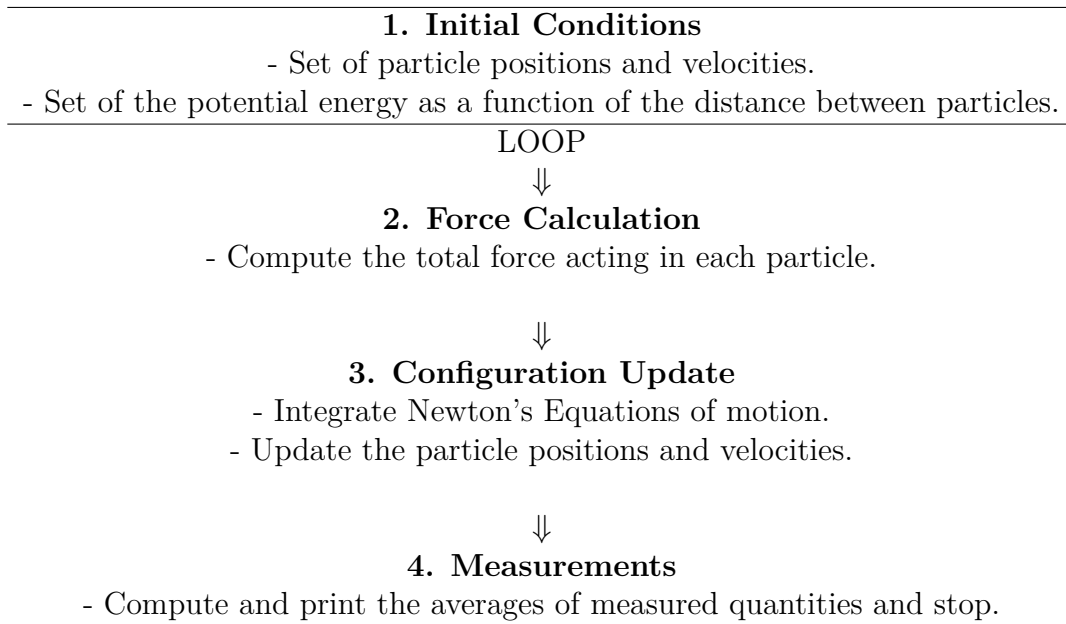 1. Initial Conditions
- Set of particle positions and velocities.
- Set of the potential energy as a function of the distance between particles.
LOOP
⇓
2. Force Calculation
- Compute the total force acting in each particle.
⇓
3. Configuration Update
- Integrate Newton's Equations of motion.
- Update the particle positions and velocities.
⇓
4. Measurements
- Compute and print the averages of measured quantities and stop.